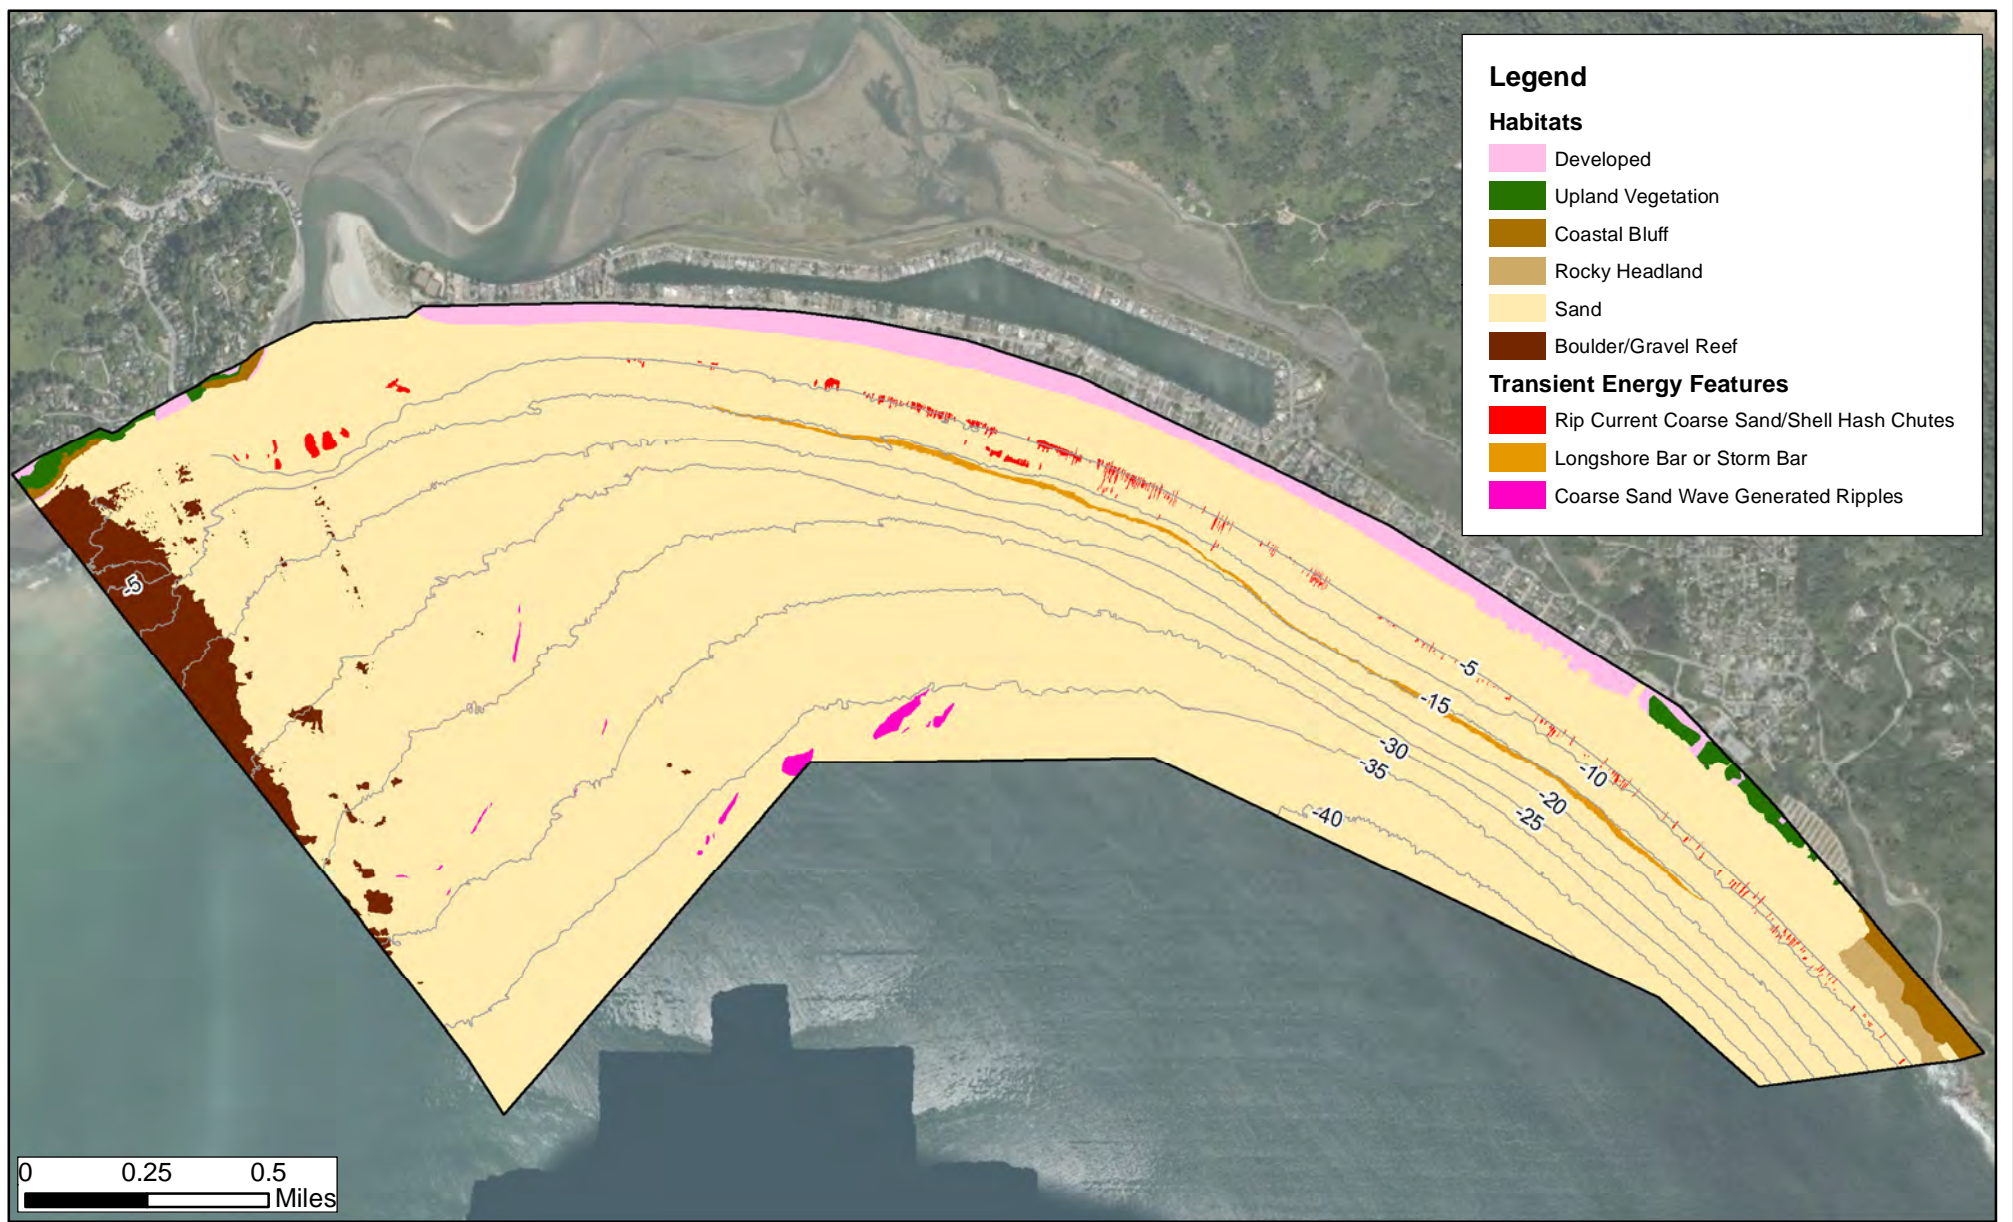 Legend
Habitats
Developed
Upland Vegetation
Coastal Bluff
Rocky Headland
Sand
Boulder/Gravel Reef
Transient Energy Features
Rip Current Coarse Sand/Shell Hash Chutes
Longshore Bar or Storm Bar
Coarse Sand Wave Generated Ripples
-5
-5
-15
-30
-35
-10
-20
-25
-40
0 0.25 0.5
Miles